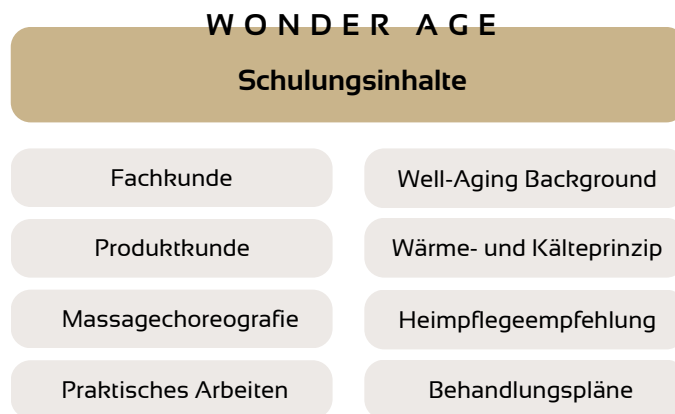 WONDER AGE
Schulungsinhalte
Fachkunde
Well-Aging Background
Produktkunde
Wärme- und Kälteprinzip
Massagechoreografie
Heimpflegeempfehlung
Praktisches Arbeiten
Behandlungspläne